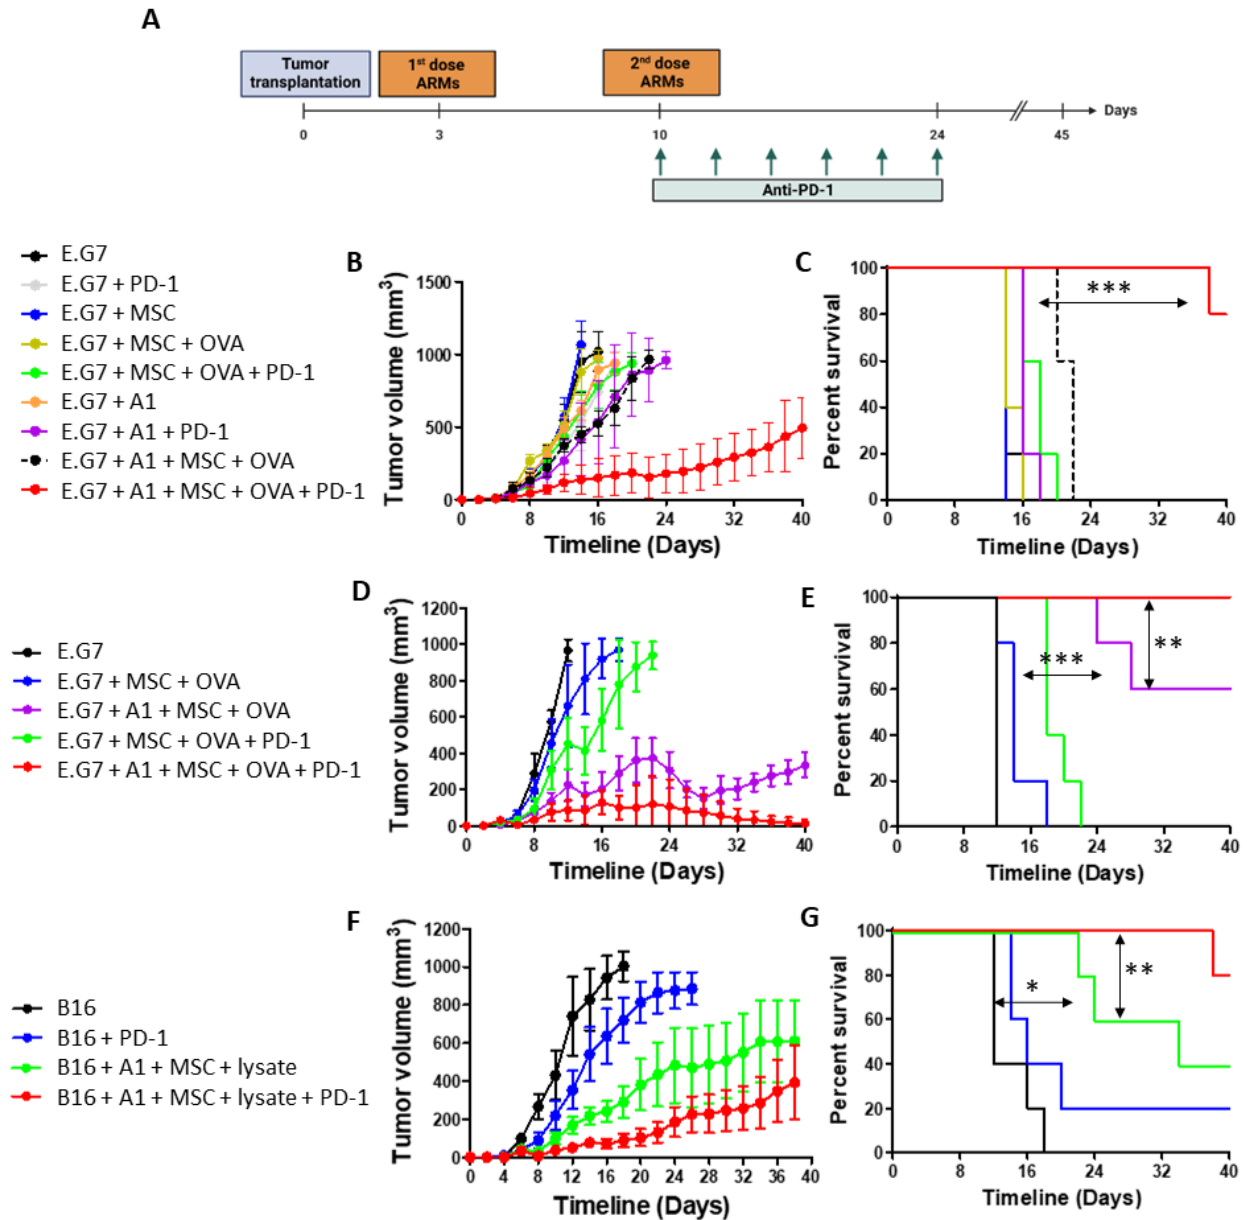 A
Tumor
transplantation
1st dose
ARMs
2nd dose
ARMs
Days
0 3 10 24 45
Anti-PD-1
E.G7
E.G7 + PD-1
E.G7 + MSC
E.G7 + MSC + OVA
E.G7 + MSC + OVA + PD-1
E.G7 + A1
E.G7 + A1 + PD-1
E.G7 + A1 + MSC + OVA
E.G7 + A1 + MSC + OVA + PD-1
B
Tumor volume (mm3)
1500
1000
500
0
0 8 16 24 32 40
Timeline (Days)
C
Percent survival
100
80
60
40
20
0
***
0 8 16 24 32 40
Timeline (Days)
E.G7
E.G7 + MSC + OVA
E.G7 + A1 + MSC + OVA
E.G7 + MSC + OVA + PD-1
E.G7 + A1 + MSC + OVA + PD-1
D
Tumor volume (mm3)
1200
1000
800
600
400
200
0
0 8 16 24 32 40
Timeline (Days)
E
Percent survival
100
80
60
40
20
0
***
**
0 8 16 24 32 40
Timeline (Days)
B16
B16 + PD-1
B16 + A1 + MSC + lysate
B16 + A1 + MSC + lysate + PD-1
F
Tumor volume (mm3)
1200
1000
800
600
400
200
0
0 4 8 12 16 20 24 28 32 36 40
Timeline (Days)
G
Percent survival
100
80
60
40
20
0
*
**
0 8 16 24 32 40
Timeline (Days)